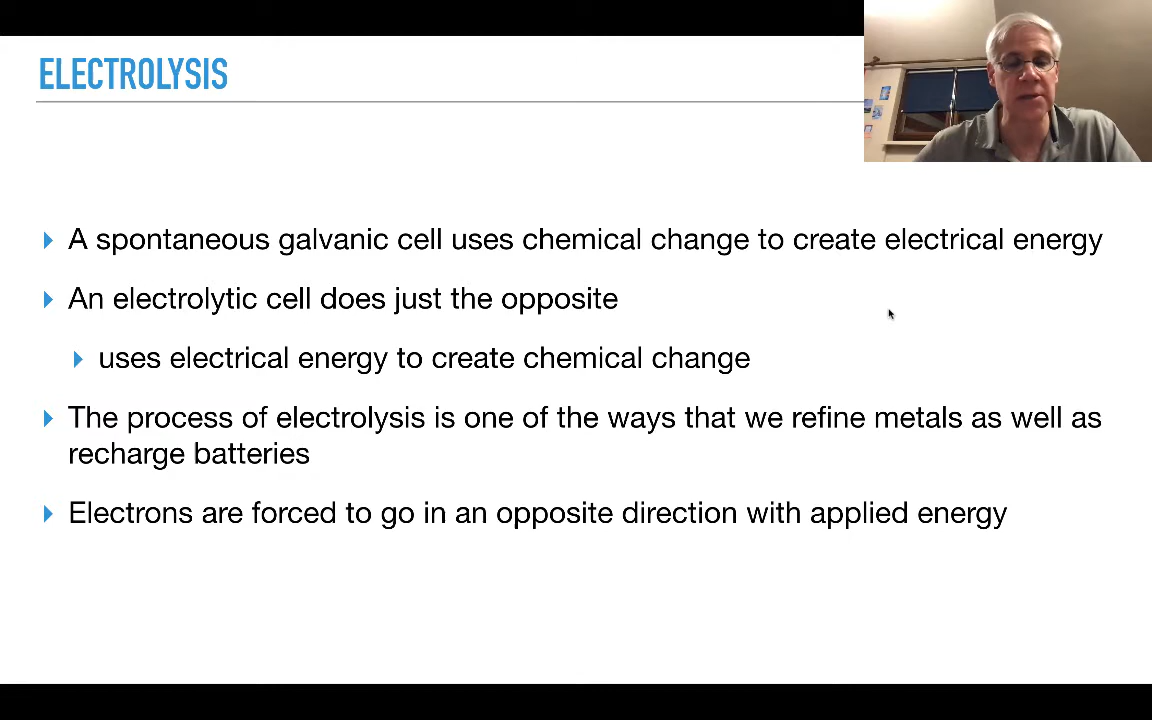 ELECTROLYSIS
A spontaneous galvanic cell uses chemical change to create electrical energy
An electrolytic cell does just the opposite
uses electrical energy to create chemical change
The process of electrolysis is one of the ways that we refine metals as well as
recharge batteries
Electrons are forced to go in an opposite direction with applied energy